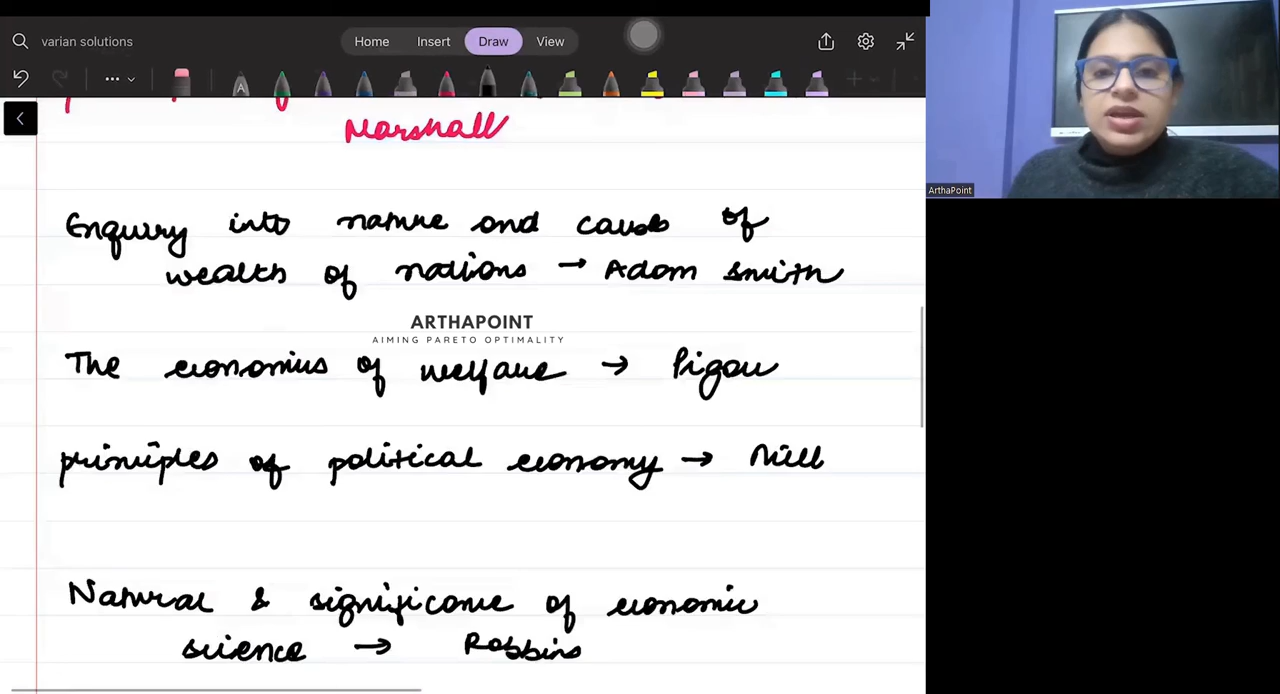 varian solutions
Home Insert Draw View
A
Marshall
Enquiry into nature and causes of
wealth of nations → Adam Smith
ARTHAPOINT
AIMING PARETO OPTIMALITY
The economics of welfare → Pigou
principles of political economy → Mill
Natural & significance of economic
science → Robbins
ArthaPoint